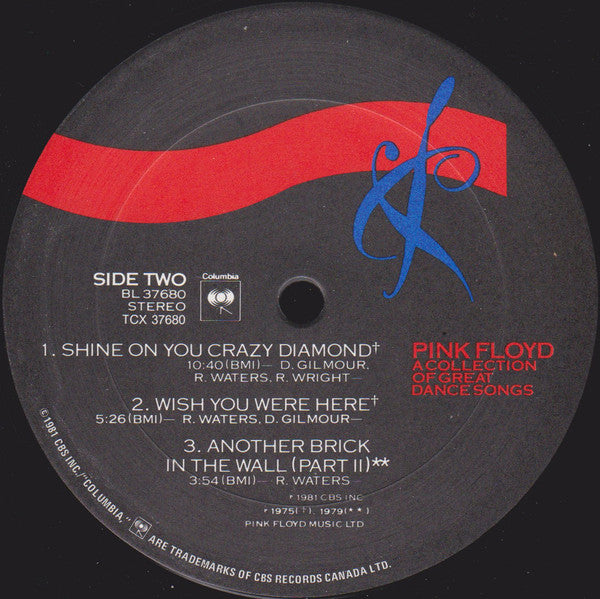 SIDE TWO
BL 37680
STEREO
TCX 37680
Columbia
1. SHINE ON YOU CRAZY DIAMOND†
10:40 (BMI)— D. GILMOUR,
R. WATERS, R. WRIGHT—
2. WISH YOU WERE HERE†
5:26 (BMI)— R. WATERS, D. GILMOUR—
3. ANOTHER BRICK
IN THE WALL (PART II)**
3:54 (BMI)— R. WATERS—
℗ 1981 CBS INC
℗ 1975 (†), 1979 (**)
PINK FLOYD MUSIC LTD
PINK FLOYD
A COLLECTION
OF GREAT
DANCE SONGS
©1981 CBS INC./"COLUMBIA," ARE TRADEMARKS OF CBS RECORDS CANADA LTD.